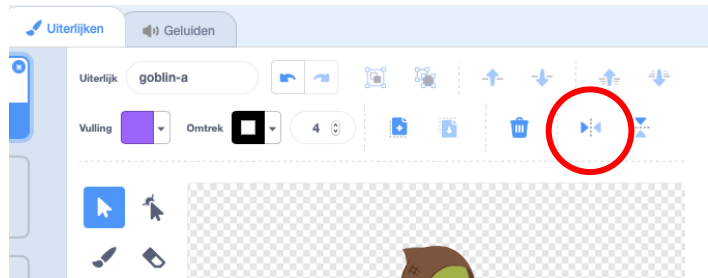 Uiterlijken
Geluiden
Uiterlijk
goblin-a
Vulling
Omtrek
4